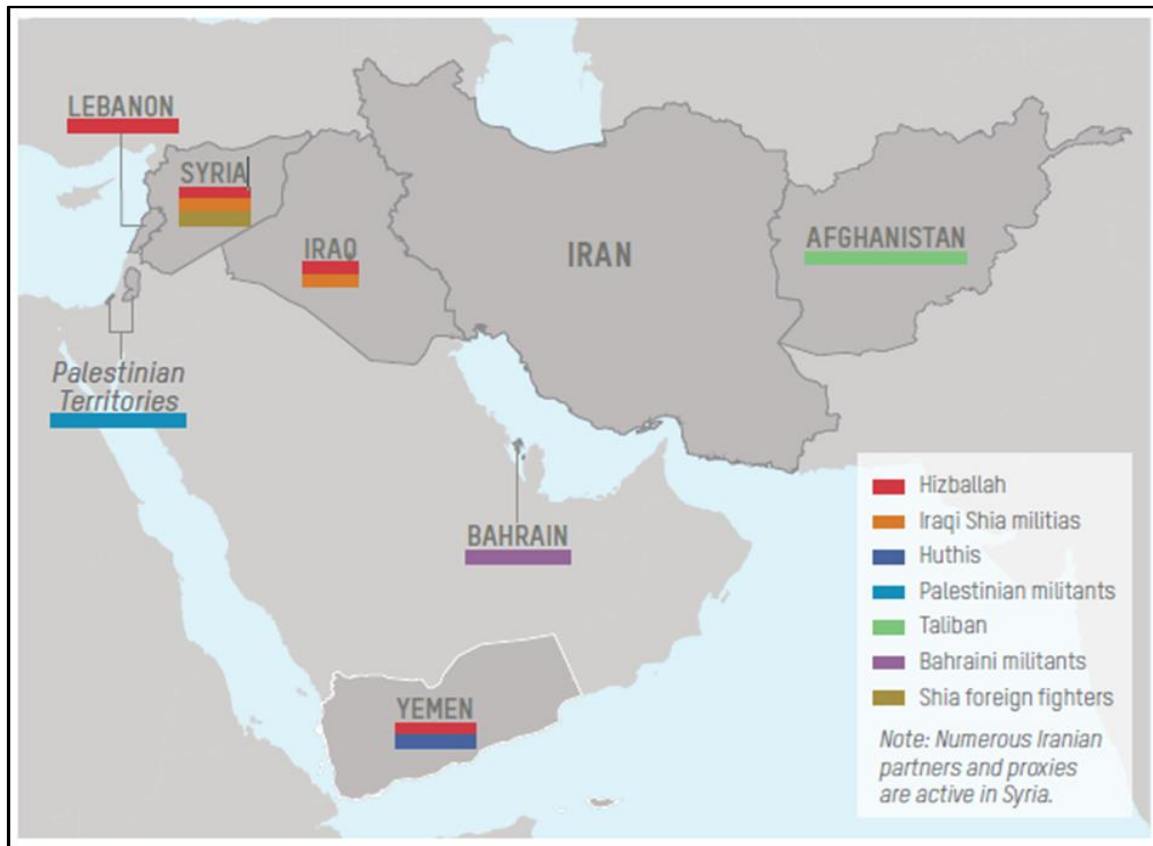 LEBANON
SYRIA
IRAQ
IRAN
AFGHANISTAN
Palestinian
Territories
BAHRAIN
YEMEN
Hizballah
Iraqi Shia militias
Huthis
Palestinian militants
Taliban
Bahraini militants
Shia foreign fighters
Note: Numerous Iranian
partners and proxies
are active in Syria.